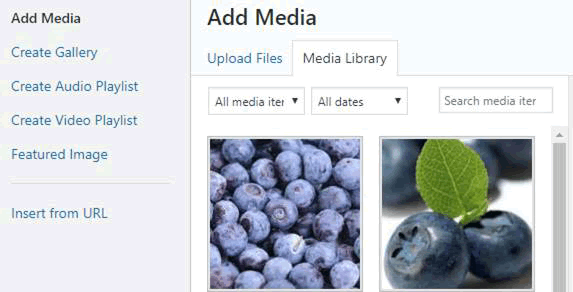 Add Media
Create Gallery
Create Audio Playlist
Create Video Playlist
Featured Image
Insert from URL
Add Media
Upload Files Media Library
All media iter All dates Search media iter